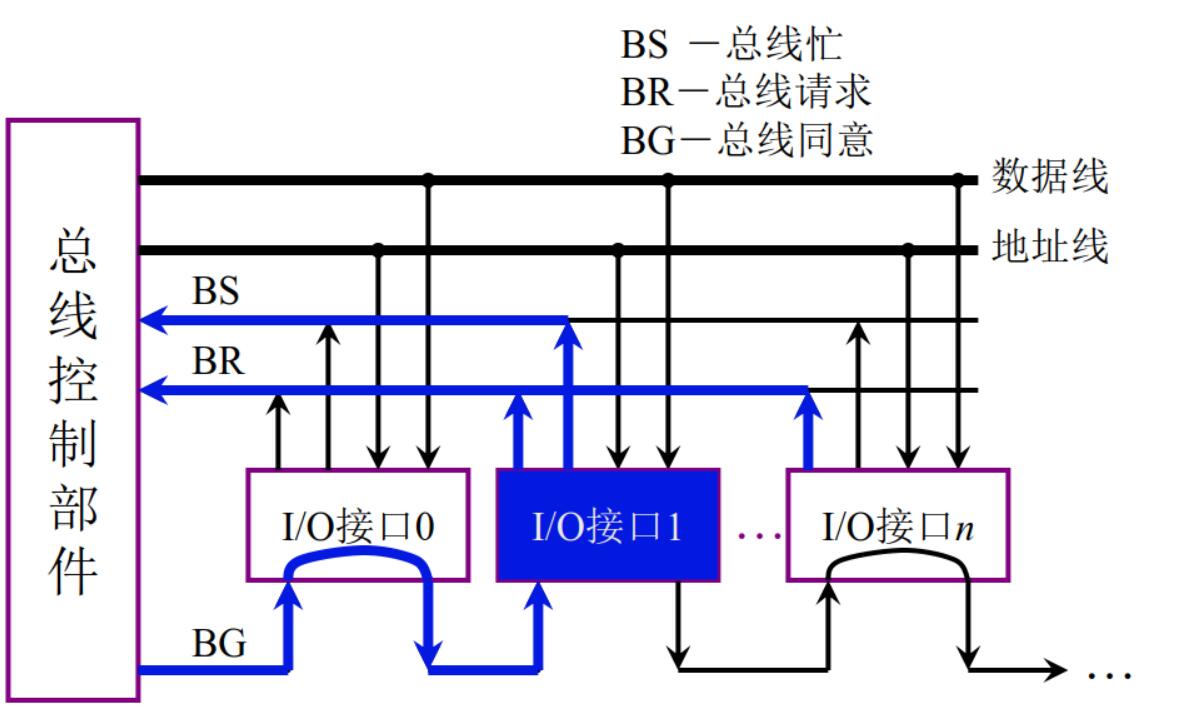 BS －总线忙
BR－总线请求
BG－总线同意
数据线
地址线
总线控制部件
BS
BR
I/O接口0
I/O接口1
…
I/O接口n
BG
…